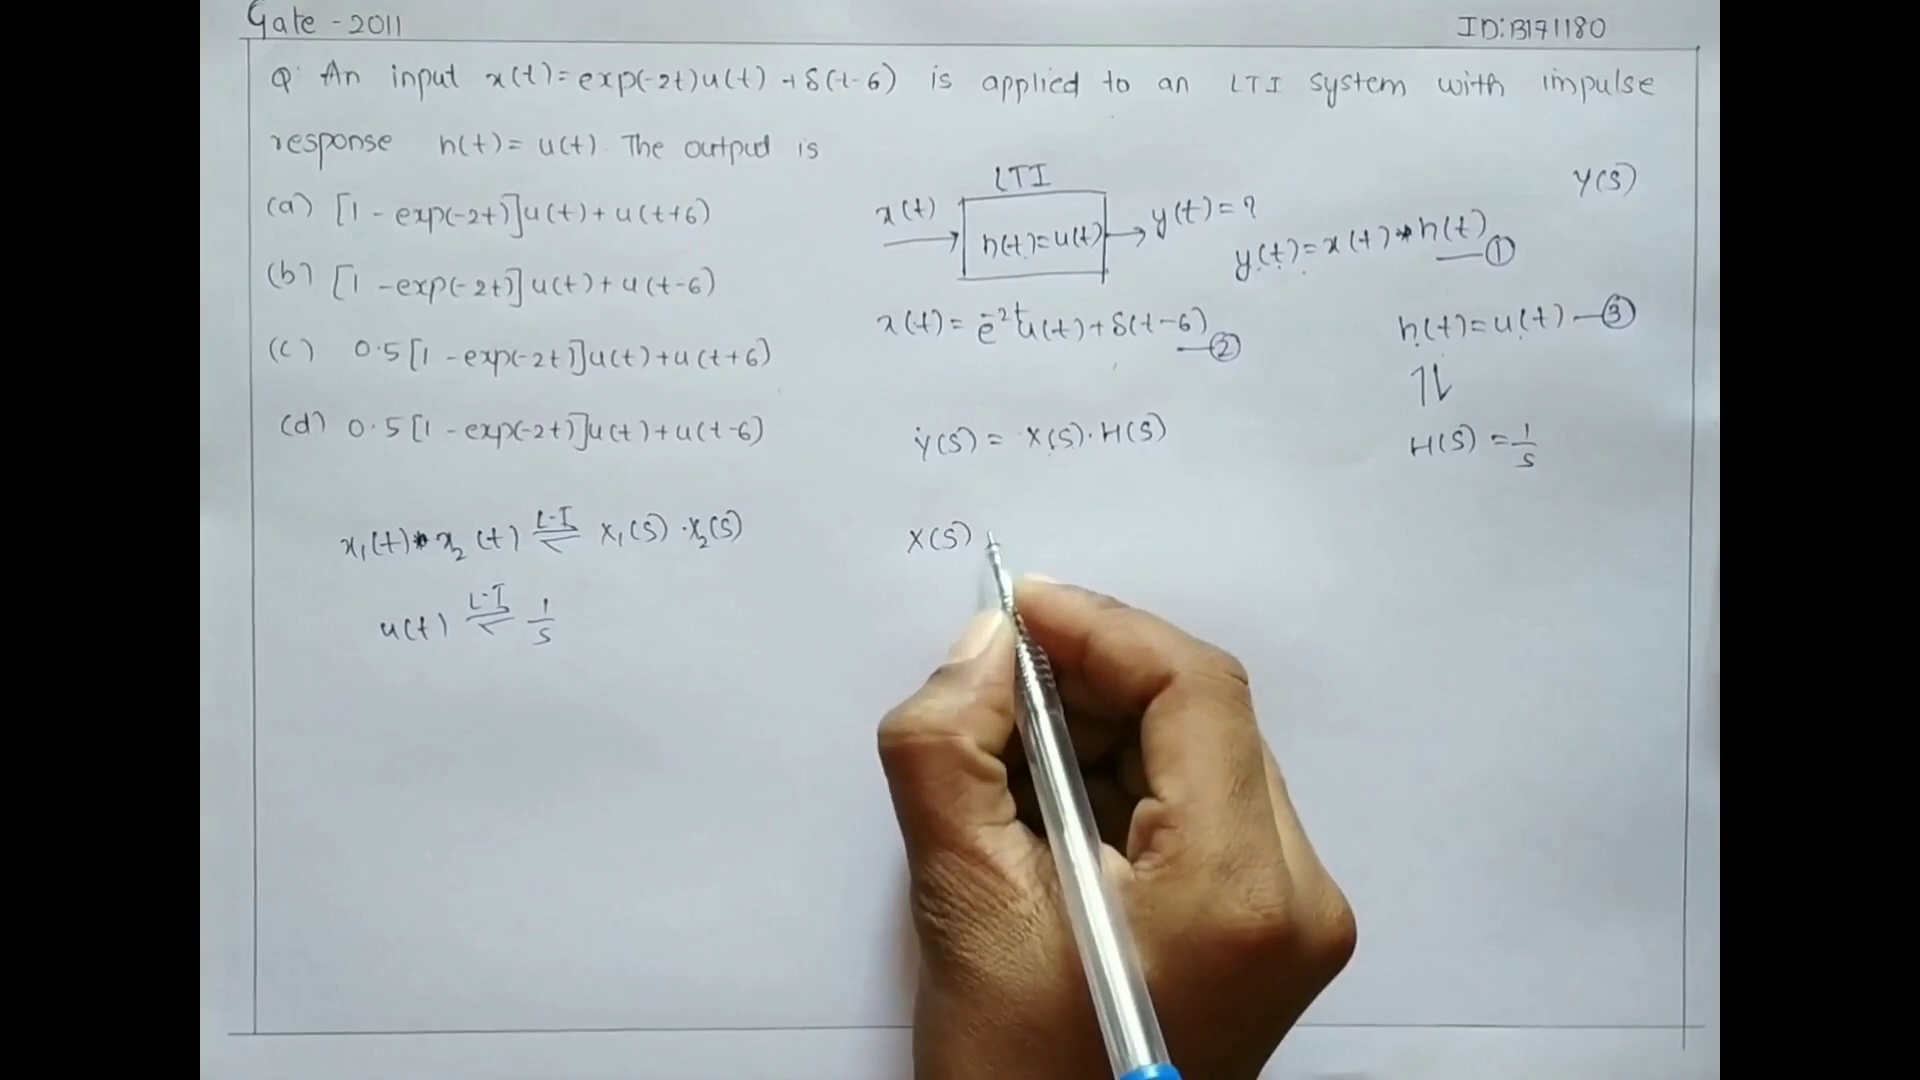 Gate - 2011
ID:B171180
Q. An input x(t)=exp(-2t)u(t)+δ(t-6) is applied to an LTI system with impulse
response h(t)= u(t). The output is
(a) [1-exp(-2t)]u(t)+u(t+6)
(b) [1-exp(-2t)]u(t)+u(t-6)
(c) 0.5[1-exp(-2t)]u(t)+u(t+6)
(d) 0.5[1-exp(-2t)]u(t)+u(t-6)
x₁(t)*x₂(t) L.T ⇌ X₁(S).X₂(S)
u(t) L.T ⇌ 1/s
LTI
x(t) → h(t)=u(t) → y(t)=?
Y(S)
y(t)=x(t)*h(t) —①
x(t)= e⁻²ᵗu(t)+δ(t-6) —②
h(t)=u(t) —③
⇅
Y(S) = X(S).H(S)
H(S) = 1/s
X(S)